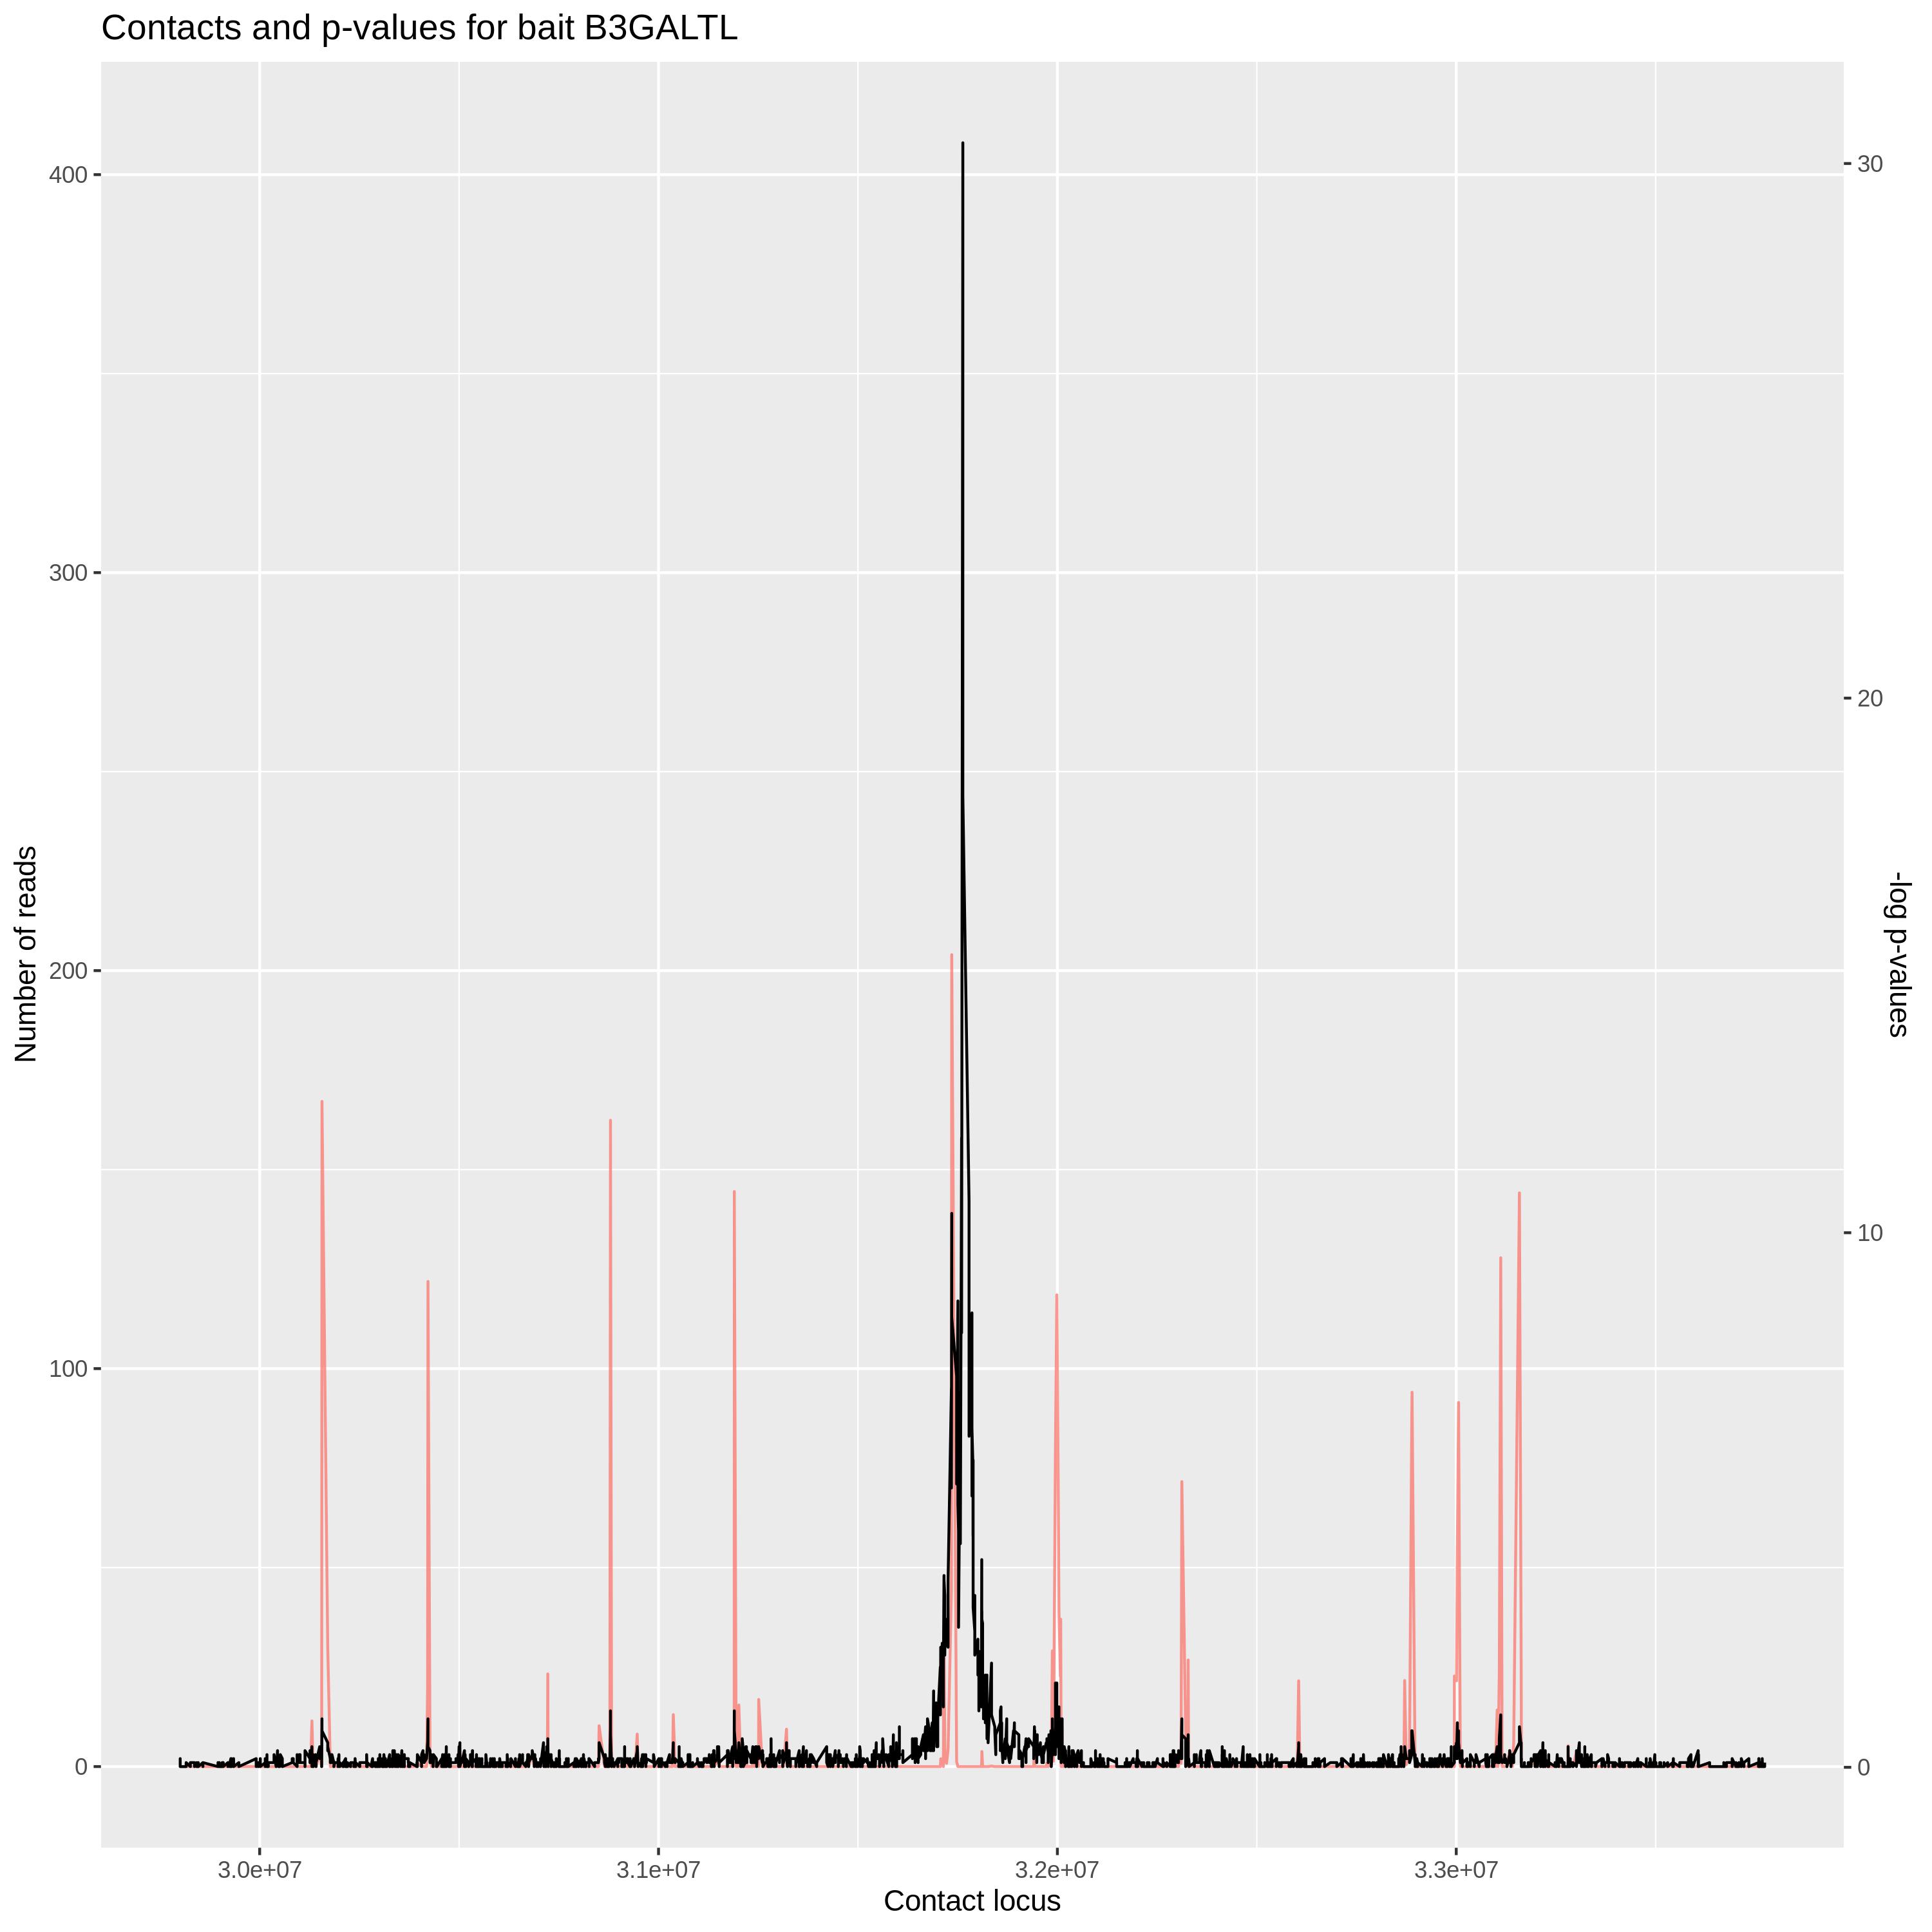 Contacts and p-values for bait B3GALTL
400
300
200
100
0
Number of reads
30
20
10
0
-log p-values
3.0e+07
3.1e+07
3.2e+07
3.3e+07
Contact locus